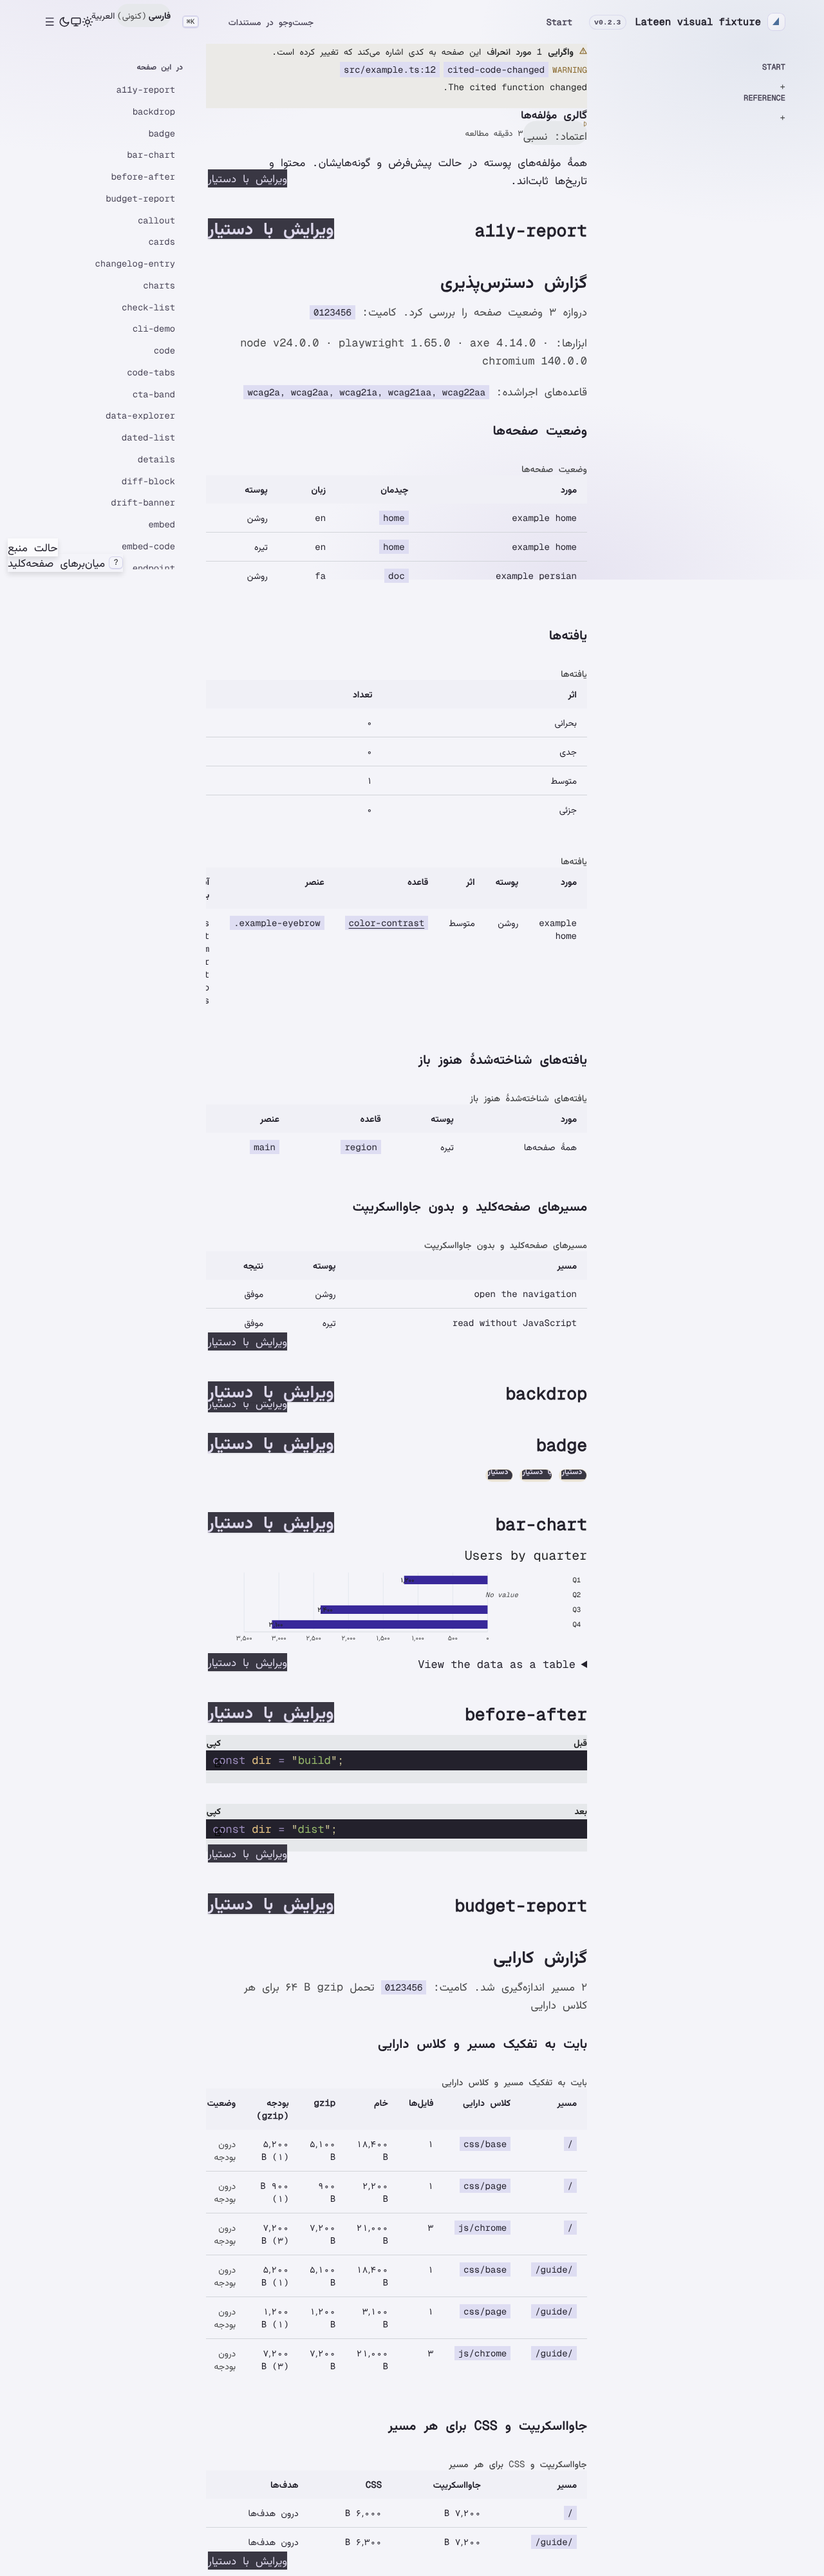 Lateen visual fixture
v0.2.3
Start
جست‌وجو در مستندات
⌘K
فارسی (کنونی) العربية
START
+
REFERENCE
+
در این صفحه
a11y-report
backdrop
badge
bar-chart
before-after
budget-report
callout
cards
changelog-entry
charts
check-list
cli-demo
code
code-tabs
cta-band
data-explorer
dated-list
details
diff-block
drift-banner
embed
embed-code
endpoint
حالت منبع
? میان‌برهای صفحه‌کلید
⚠ واگرایی 1 مورد انحراف این صفحه به کدی اشاره می‌کند که تغییر کرده است.
WARNING cited-code-changed src/example.ts:12
The cited function changed.
گالری مؤلفه‌ها
اعتماد: نسبی
۳ دقیقه مطالعه
همهٔ مؤلفه‌های پوسته در حالت پیش‌فرض و گونه‌هایشان. محتوا و
تاریخ‌ها ثابت‌اند.
ویرایش با دستیار
a11y-report
ویرایش با دستیار
گزارش دسترس‌پذیری
دروازه ۳ وضعیت صفحه را بررسی کرد. کامیت: 0123456
ابزارها: node v24.0.0 · playwright 1.65.0 · axe 4.14.0 ·
chromium 140.0.0
قاعده‌های اجراشده: wcag2a, wcag2aa, wcag21a, wcag21aa, wcag22aa
وضعیت صفحه‌ها
وضعیت صفحه‌ها
مورد چیدمان زبان پوسته
example home home en روشن
example home home en تیره
example persian doc fa روشن
یافته‌ها
یافته‌ها
اثر تعداد
بحرانی ۰
جدی ۰
متوسط ۱
جزئی ۰
یافته‌ها
مورد پوسته اثر قاعده عنصر
example home روشن متوسط color-contrast .example-eyebrow
یافته‌های شناخته‌شدهٔ هنوز باز
یافته‌های شناخته‌شدهٔ هنوز باز
مورد پوسته قاعده عنصر
همهٔ صفحه‌ها تیره region main
مسیرهای صفحه‌کلید و بدون جاوااسکریپت
مسیرهای صفحه‌کلید و بدون جاوااسکریپت
مسیر پوسته نتیجه
open the navigation روشن موفق
read without JavaScript تیره موفق
ویرایش با دستیار
backdrop
ویرایش با دستیار
ویرایش با دستیار
badge
ویرایش با دستیار
دستیار با دستیار دستیار
bar-chart
ویرایش با دستیار
Users by quarter
Q1
Q2 No value
Q3
Q4
۰ ۵۰۰ ۱,۰۰۰ ۱,۵۰۰ ۲,۰۰۰ ۲,۵۰۰ ۳,۰۰۰ ۳,۵۰۰
View the data as a table
ویرایش با دستیار
before-after
ویرایش با دستیار
قبل کپی
const dir = "build";
بعد کپی
const dir = "dist";
ویرایش با دستیار
budget-report
ویرایش با دستیار
گزارش کارایی
۲ مسیر اندازه‌گیری شد. کامیت: 0123456 تحمل ۶۴ B gzip برای هر
کلاس دارایی
بایت به تفکیک مسیر و کلاس دارایی
بایت به تفکیک مسیر و کلاس دارایی
مسیر کلاس دارایی فایل‌ها خام gzip بودجه (gzip) وضعیت
/ css/base ۱ ۱۸,۴۰۰ B ۵,۱۰۰ B ۵,۲۰۰ B (۱) درون بودجه
/ css/page ۱ ۲,۲۰۰ B ۹۰۰ B ۹۰۰ B (۱) درون بودجه
/ js/chrome ۳ ۲۱,۰۰۰ B ۷,۲۰۰ B ۷,۲۰۰ B (۳) درون بودجه
/guide/ css/base ۱ ۱۸,۴۰۰ B ۵,۱۰۰ B ۵,۲۰۰ B (۱) درون بودجه
/guide/ css/page ۱ ۳,۱۰۰ B ۱,۲۰۰ B ۱,۲۰۰ B (۱) درون بودجه
/guide/ js/chrome ۳ ۲۱,۰۰۰ B ۷,۲۰۰ B ۷,۲۰۰ B (۳) درون بودجه
جاوااسکریپت و CSS برای هر مسیر
جاوااسکریپت و CSS برای هر مسیر
مسیر جاوااسکریپت CSS هدف‌ها
/ ۷,۲۰۰ B ۶,۰۰۰ B درون هدف‌ها
/guide/ ۷,۲۰۰ B ۶,۳۰۰ B درون هدف‌ها
ویرایش با دستیار